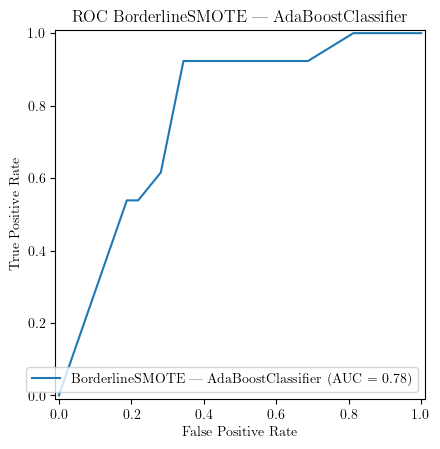 ROC BorderlineSMOTE — AdaBoostClassifier
True Positive Rate
1.0
0.8
0.6
0.4
0.2
0.0
BorderlineSMOTE — AdaBoostClassifier (AUC = 0.78)
0.0 0.2 0.4 0.6 0.8 1.0
False Positive Rate